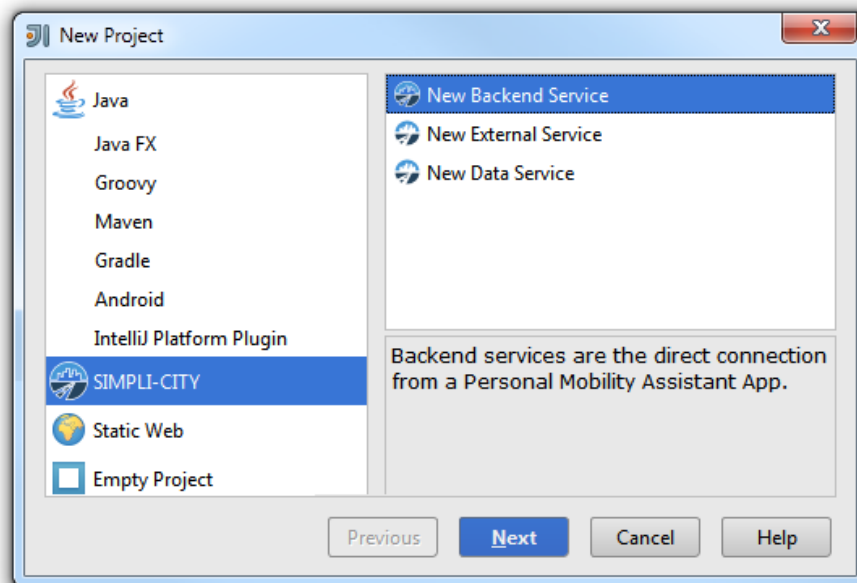 New Project
Java
Java FX
Groovy
Maven
Gradle
Android
IntelliJ Platform Plugin
SIMPLI-CITY
Static Web
Empty Project
New Backend Service
New External Service
New Data Service
Backend services are the direct connection
from a Personal Mobility Assistant App.
Previous
Next
Cancel
Help